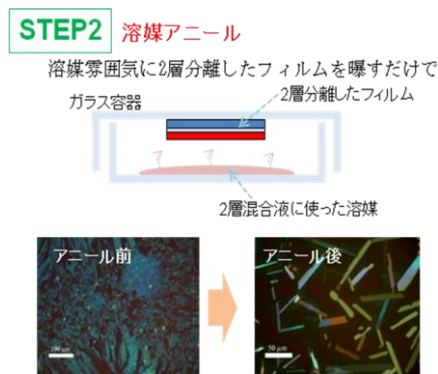 STEP2
溶媒アニール
溶媒雰囲気に2層分離したフィルムを曝すだけで
ガラス容器
2層分離したフィルム
2層混合液に使った溶媒
アニール前
アニール後
50 μm